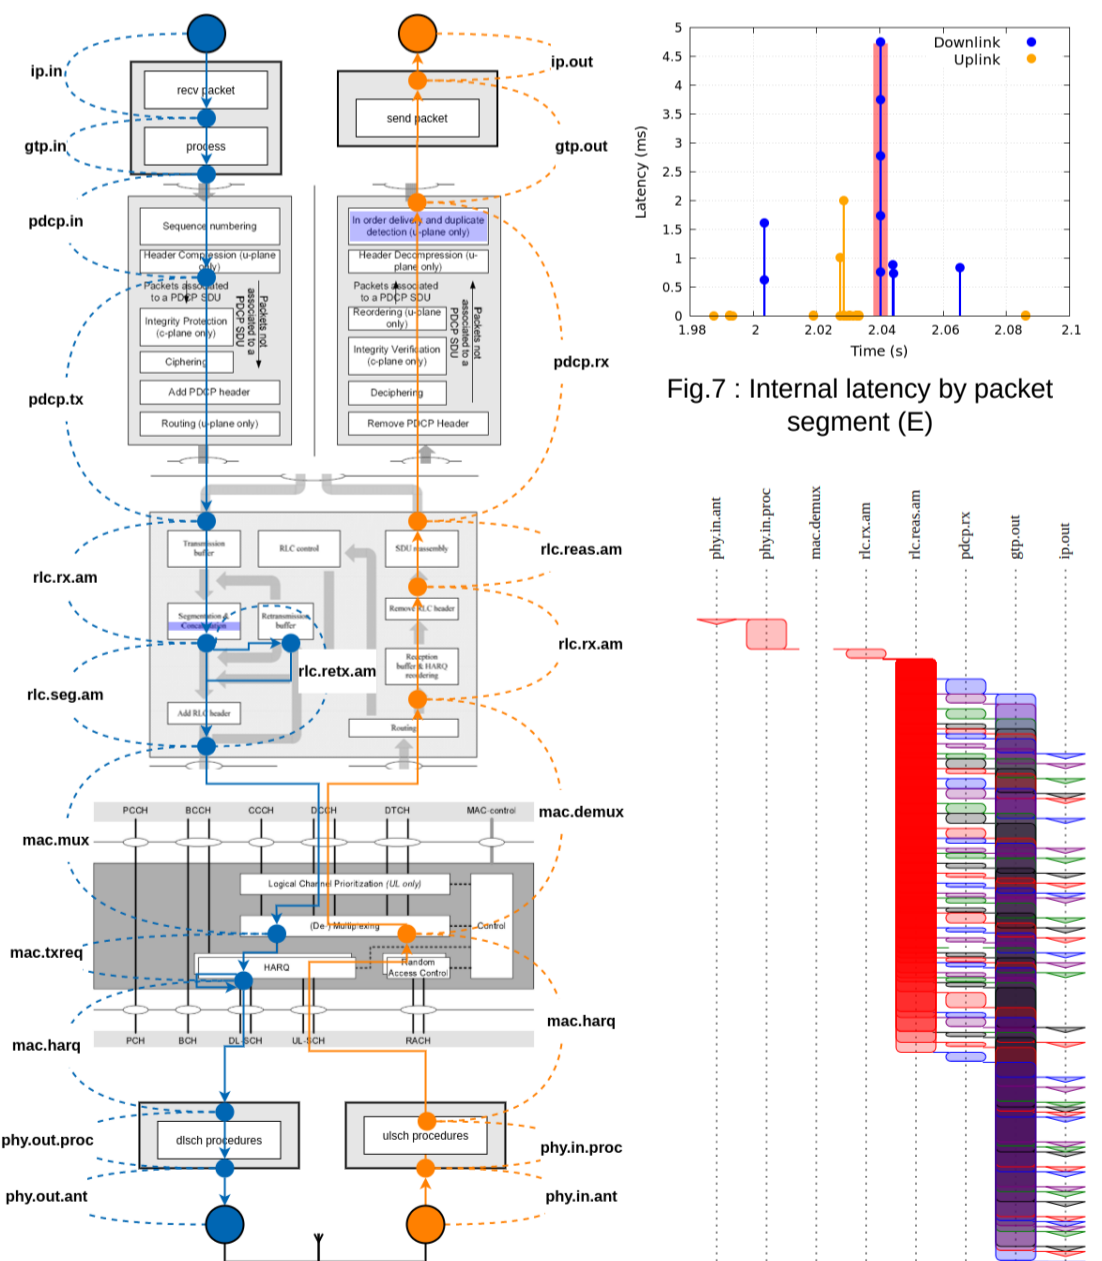 ip.in
recv packet
gtp.in
process
pdcp.in
Sequence numbering
Header Compression (u-plane
only)
Packets associated
to a PDCP SDU
Packets not
associated to a
PDCP SDU
Integrity Protection
(c-plane only)
Ciphering
pdcp.tx
Add PDCP header
Routing (u-plane only)
ip.out
send packet
gtp.out
In order delivery and duplicate
detection (u-plane only)
Header Decompression (u-
plane only)
Packets associated
to a PDCP SDU
Packets not
associated to a
PDCP SDU
Reordering (u-plane
only)
Integrity Verification
(c-plane only)
pdcp.rx
Deciphering
Remove PDCP Header
rlc.rx.am
Transmission
buffer
RLC control
SDU reassembly
rlc.reas.am
Segmentation &
Concatenation
Retransmission
buffer
Remove RLC header
rlc.rx.am
Reception
buffer & HARQ
reordering
rlc.retx.am
rlc.seg.am
Add RLC header
Routing
PCCH
BCCH
CCCH
DCCH
DTCH
MAC-control
mac.demux
mac.mux
Logical Channel Prioritization (UL only)
(De-) Multiplexing
Control
mac.txreq
HARQ
Random
Access Control
mac.harq
mac.harq
PCH
BCH
DL-SCH
UL-SCH
RACH
phy.out.proc
dlsch procedures
ulsch procedures
phy.in.proc
phy.out.ant
phy.in.ant
Latency (ms)
5
4.5
4
3.5
3
2.5
2
1.5
1
0.5
0
Downlink
Uplink
1.98
2
2.02
2.04
2.06
2.08
2.1
Time (s)
Fig.7 : Internal latency by packet
segment (E)
phy.in.ant
phy.in.proc
mac.demux
rlc.rx.am
rlc.reas.am
pdcp.rx
gtp.out
ip.out